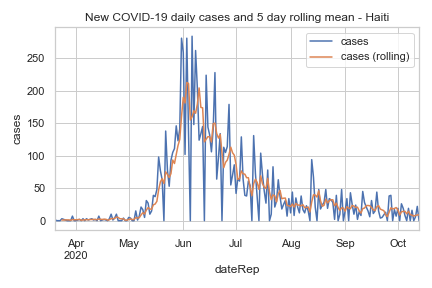 New COVID-19 daily cases and 5 day rolling mean - Haiti
cases
cases (rolling)
cases
250
200
150
100
50
0
Apr May Jun Jul Aug Sep Oct
2020
dateRep